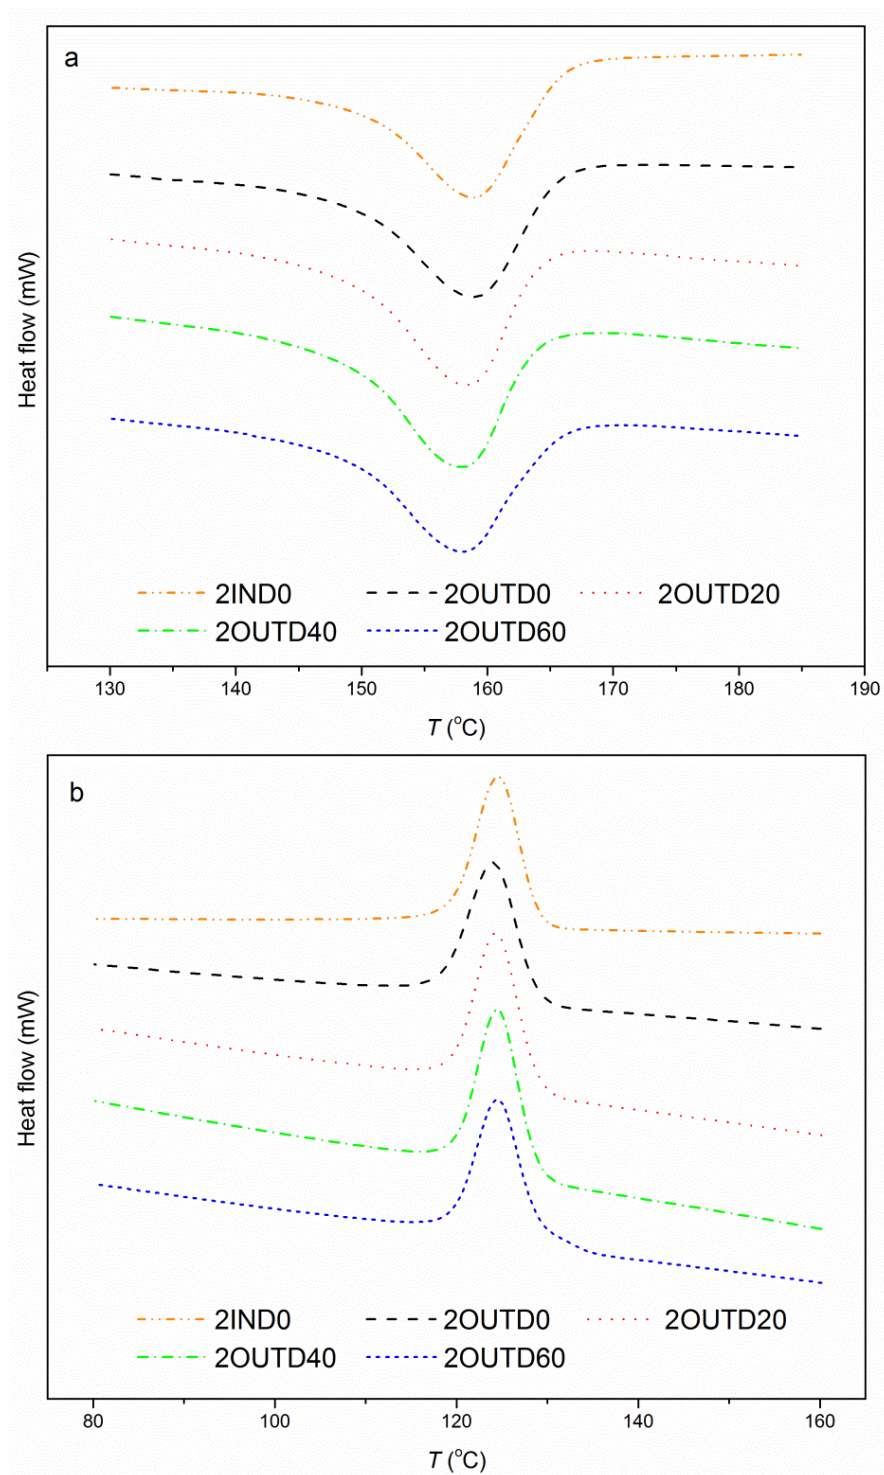 a
Heat flow (mW)
2IND0 2OUTD0 2OUTD20
2OUTD40 2OUTD60
130 140 150 160 170 180 190
T (°C)
b
Heat flow (mW)
2IND0 2OUTD0 2OUTD20
2OUTD40 2OUTD60
80 100 120 140 160
T (°C)